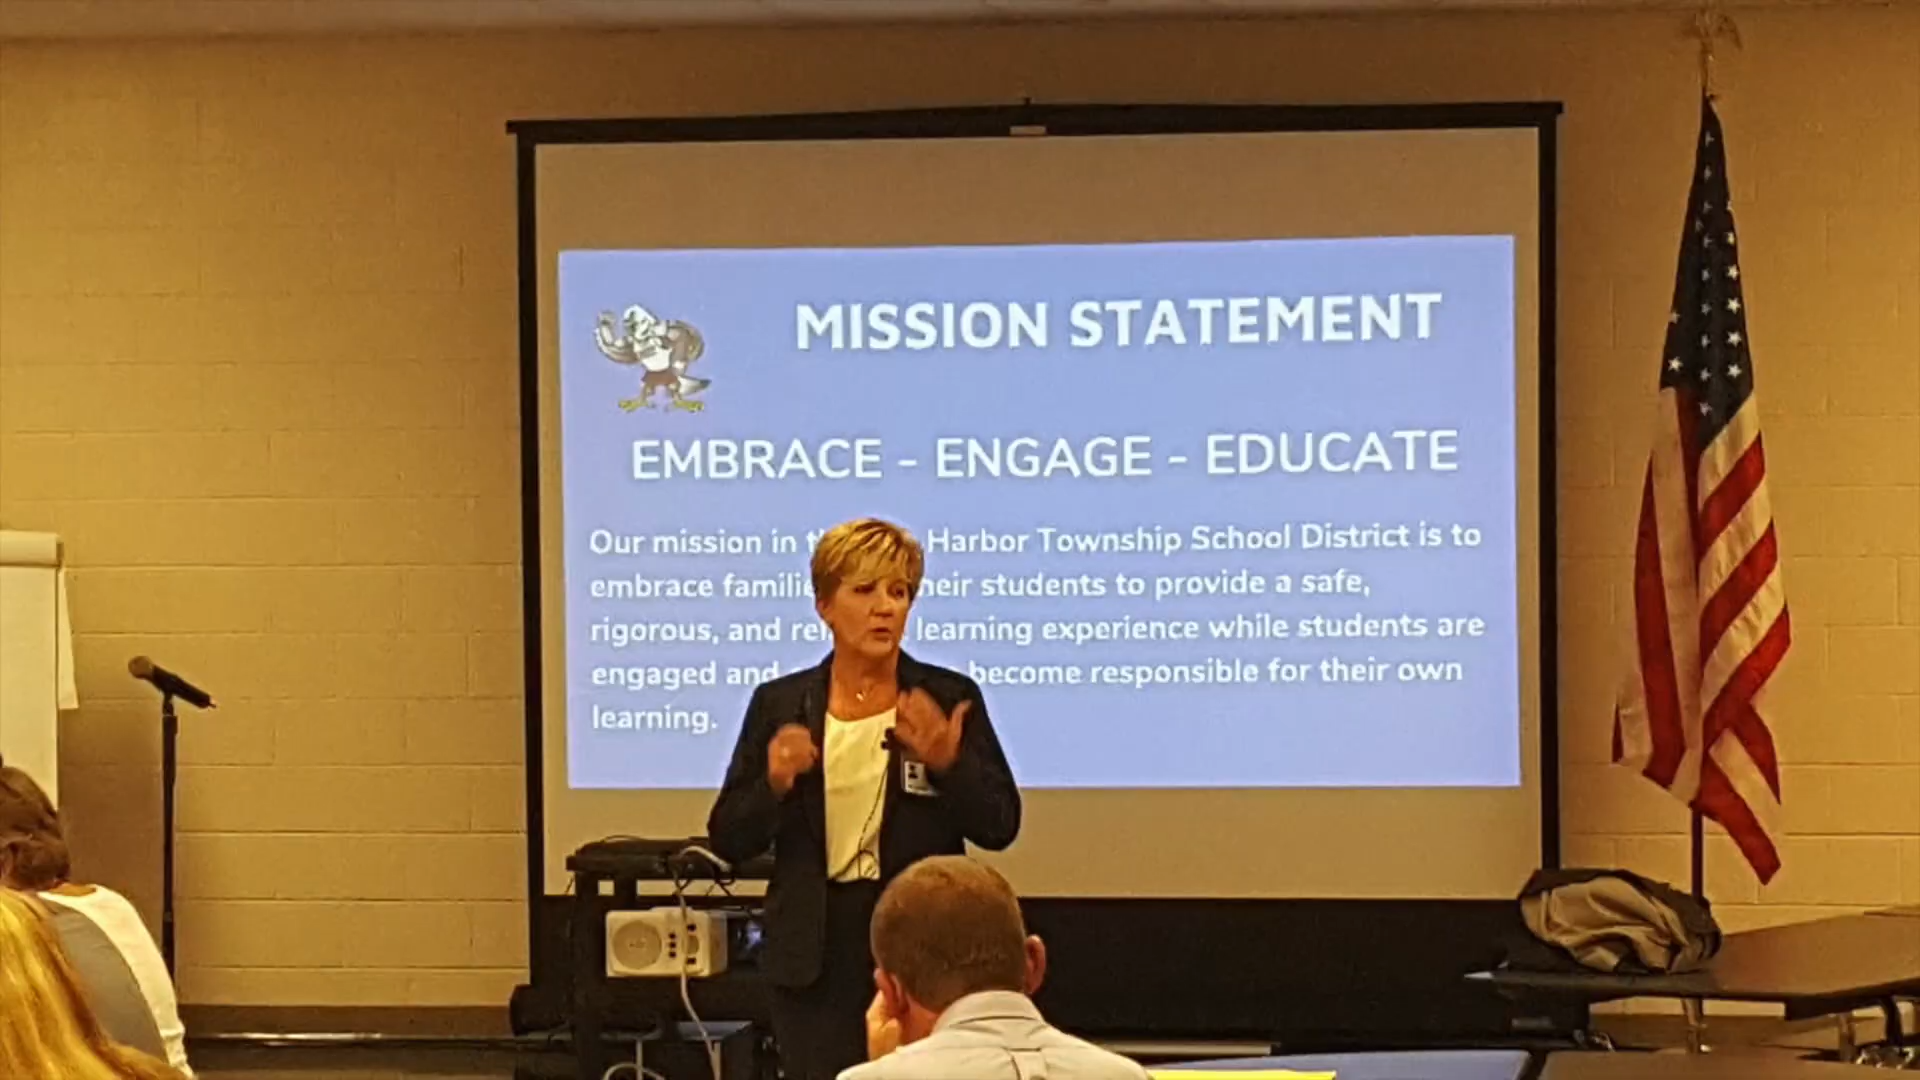 MISSION STATEMENT
EMBRACE - ENGAGE - EDUCATE
Our mission in Harbor Township School District is to
embrace students to provide a safe,
rigorous, and learning experience while students are
engaged and become responsible for their own
learning.